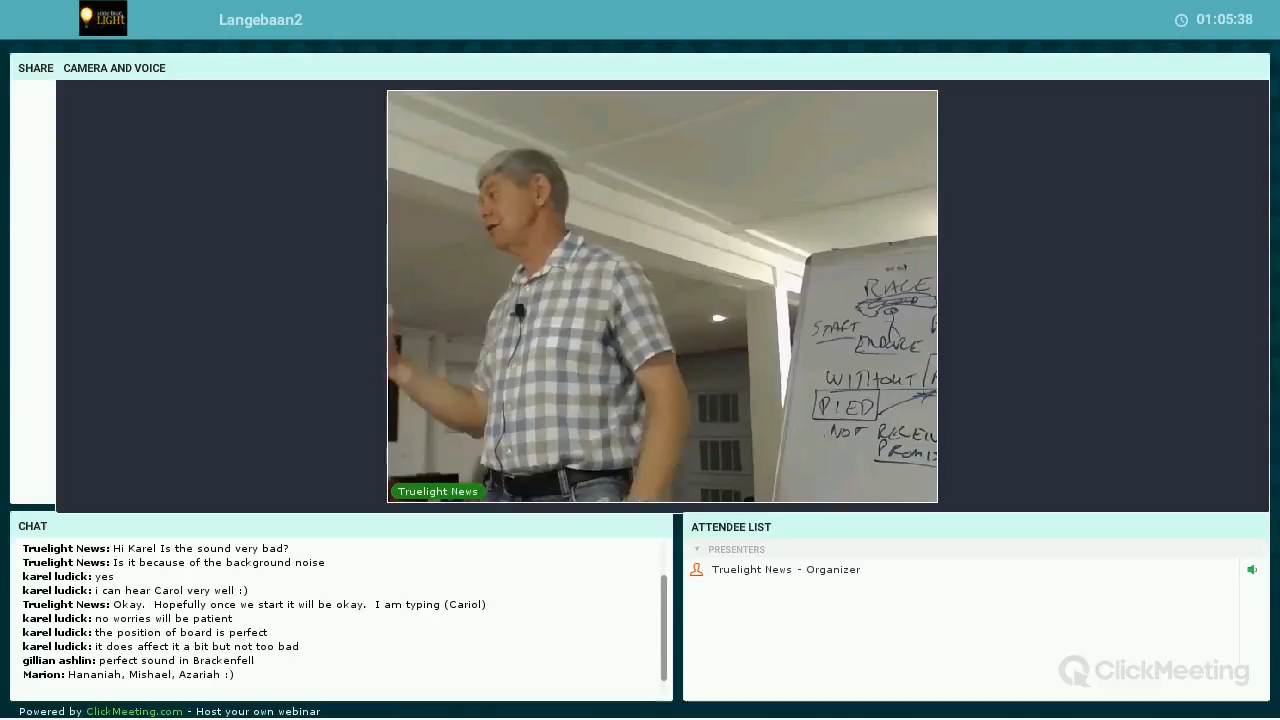 LIGHT
Langebaan2
01:05:38
SHARE
CAMERA AND VOICE
RACE
START
ENDURE
WITHOUT
PIED
NOT
Truelight News
CHAT
Truelight News: Hi Karel Is the sound very bad?
Truelight News: Is it because of the background noise
karel ludick: yes
karel ludick: i can hear Carol very well :)
Truelight News: Okay. Hopefully once we start it will be okay. I am typing (Cariol)
karel ludick: no worries will be patient
karel ludick: the position of board is perfect
karel ludick: it does affect it a bit but not too bad
gillian ashlin: perfect sound in Brackenfell
Marion: Hananiah, Mishael, Azariah :)
ATTENDEE LIST
PRESENTERS
Truelight News - Organizer
ClickMeeting
Powered by ClickMeeting.com - Host your own webinar